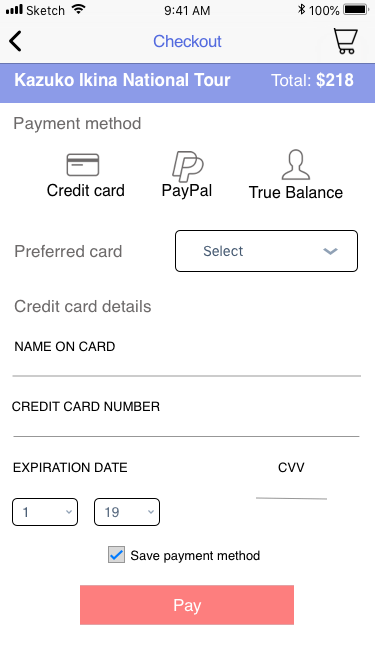 Sketch 9:41 AM 100%
Checkout
Kazuko Ikina National Tour Total: $218
Payment method
Credit card PayPal True Balance
Preferred card Select
Credit card details
NAME ON CARD
CREDIT CARD NUMBER
EXPIRATION DATE CVV
1 19
Save payment method
Pay